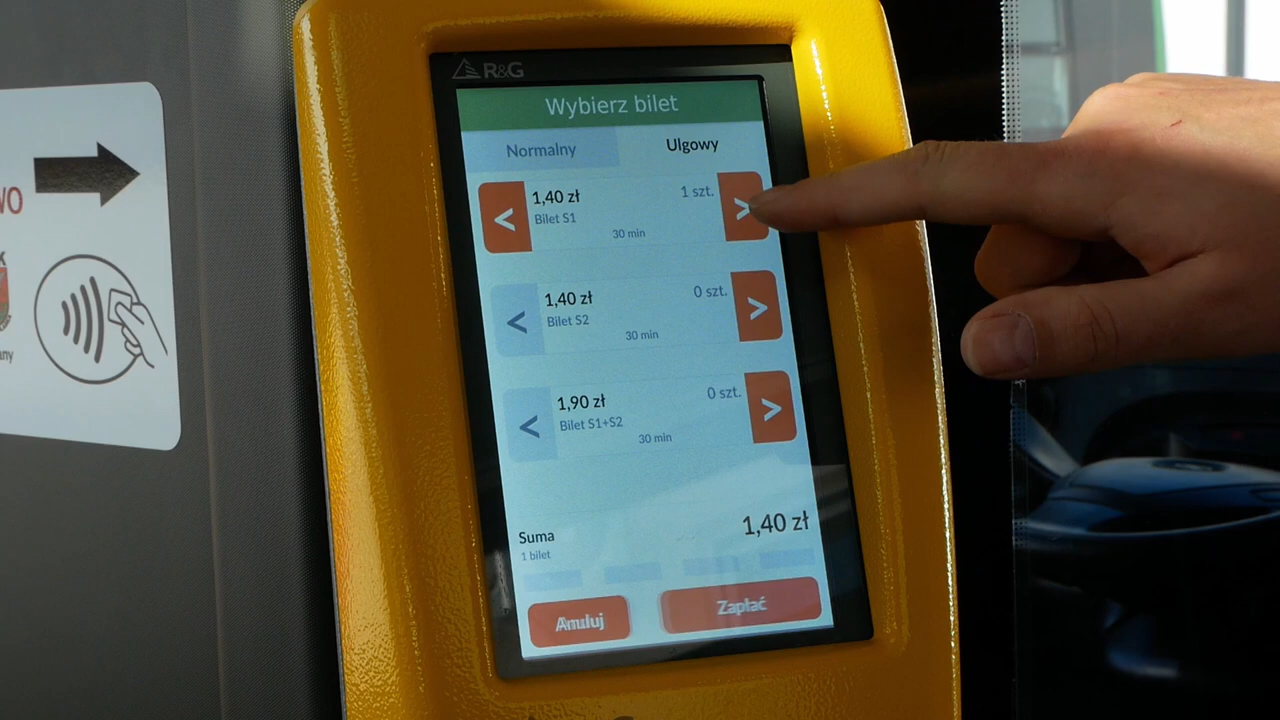 R&G
Wybierz bilet
Normalny Ulgowy
< 1,40 zł 1 szt. >
Bilet S1
30 min
< 1,40 zł 0 szt. >
Bilet S2
30 min
< 1,90 zł 0 szt. >
Bilet S1+S2
30 min
Suma 1,40 zł
1 bilet
Anuluj Zapłać